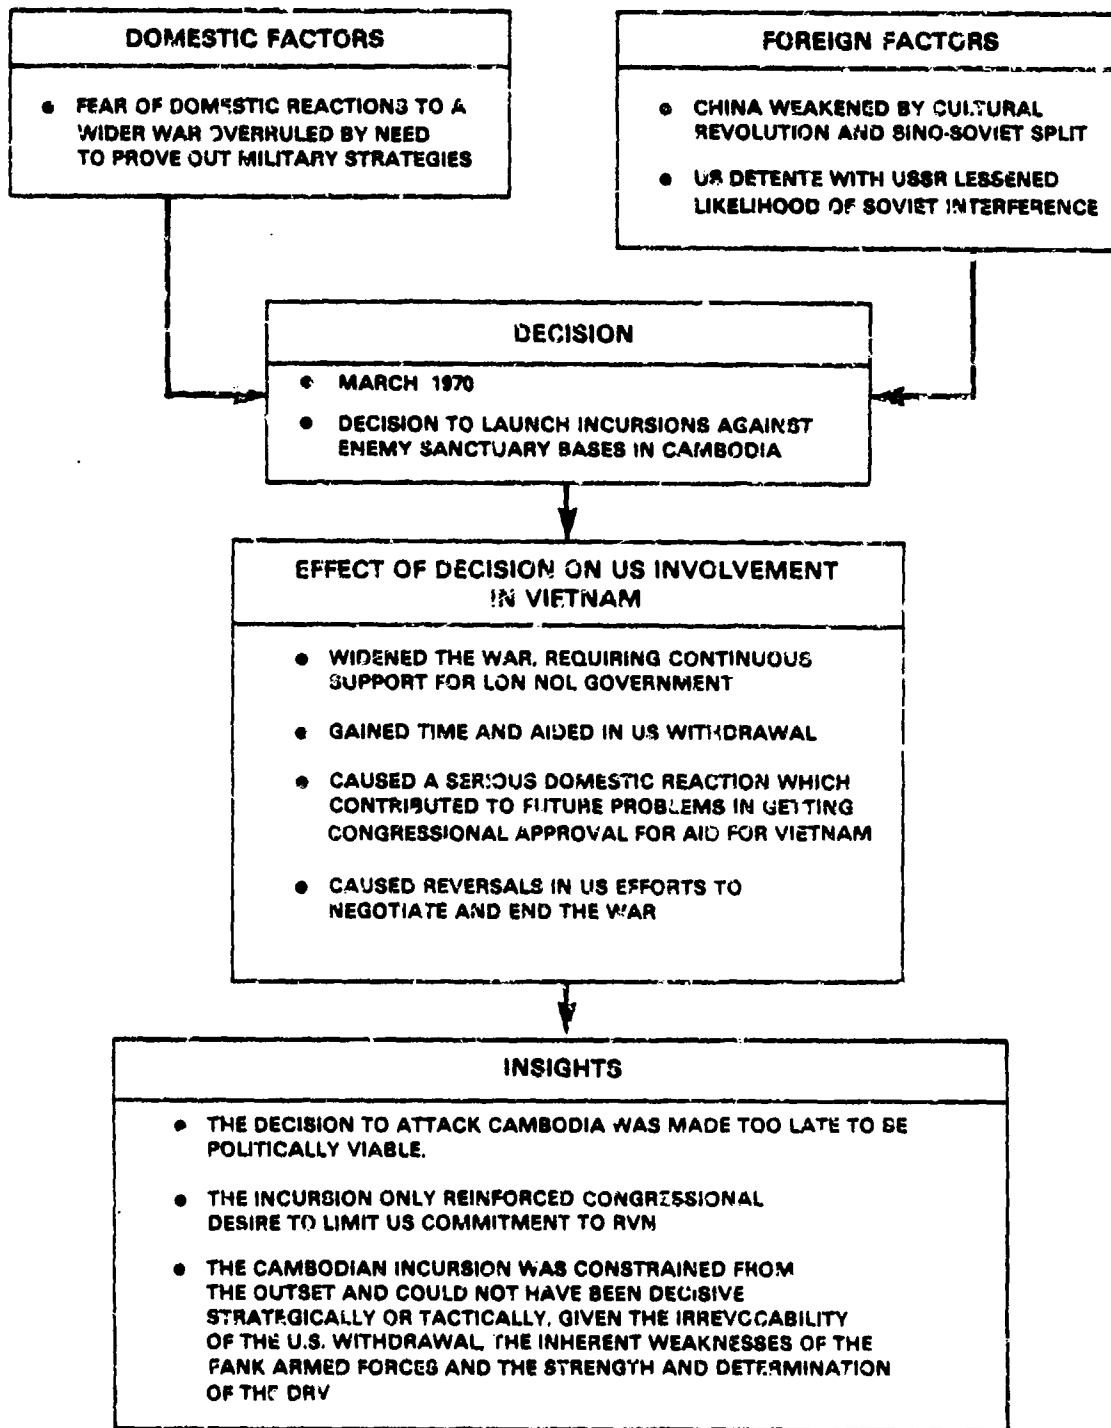 DOMESTIC FACTORS
• FEAR OF DOMESTIC REACTIONS TO A
WIDER WAR OVERRULED BY NEED
TO PROVE OUT MILITARY STRATEGIES
FOREIGN FACTORS
• CHINA WEAKENED BY CULTURAL
REVOLUTION AND SINO-SOVIET SPLIT
• US DETENTE WITH USSR LESSENED
LIKELIHOOD OF SOVIET INTERFERENCE
DECISION
• MARCH 1970
• DECISION TO LAUNCH INCURSIONS AGAINST
ENEMY SANCTUARY BASES IN CAMBODIA
EFFECT OF DECISION ON US INVOLVEMENT
IN VIETNAM
• WIDENED THE WAR, REQUIRING CONTINUOUS
SUPPORT FOR LON NOL GOVERNMENT
• GAINED TIME AND AIDED IN US WITHDRAWAL
• CAUSED A SERIOUS DOMESTIC REACTION WHICH
CONTRIBUTED TO FUTURE PROBLEMS IN GETTING
CONGRESSIONAL APPROVAL FOR AID FOR VIETNAM
• CAUSED REVERSALS IN US EFFORTS TO
NEGOTIATE AND END THE WAR
INSIGHTS
• THE DECISION TO ATTACK CAMBODIA WAS MADE TOO LATE TO BE
POLITICALLY VIABLE.
• THE INCURSION ONLY REINFORCED CONGRESSIONAL
DESIRE TO LIMIT US COMMITMENT TO RVN
• THE CAMBODIAN INCURSION WAS CONSTRAINED FROM
THE OUTSET AND COULD NOT HAVE BEEN DECISIVE
STRATEGICALLY OR TACTICALLY, GIVEN THE IRREVOCABILITY
OF THE U.S. WITHDRAWAL, THE INHERENT WEAKNESSES OF THE
FANK ARMED FORCES AND THE STRENGTH AND DETERMINATION
OF THE DRV